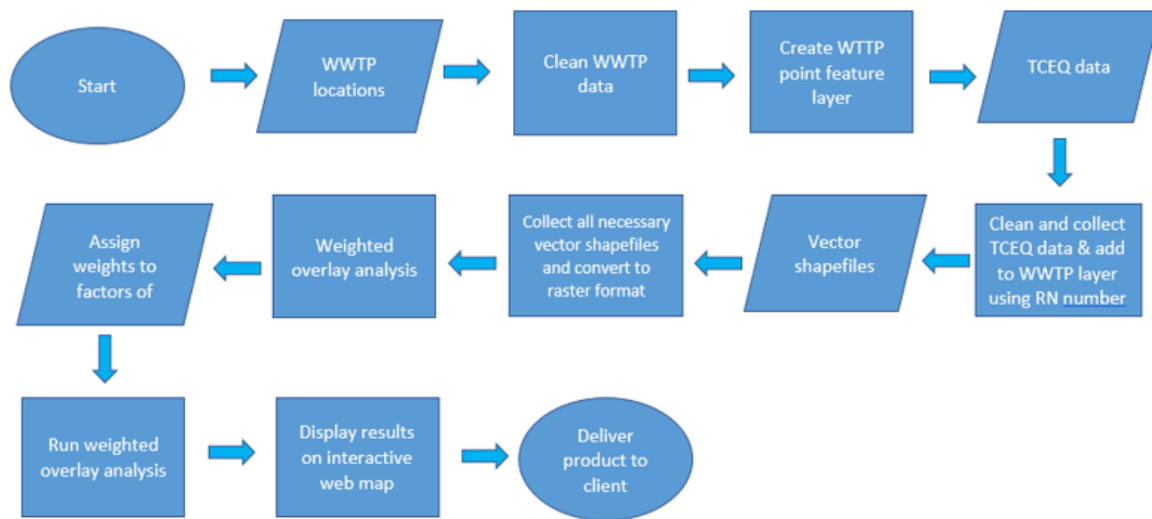 Start
WWTP
locations
Clean WWTP
data
Create WTTP
point feature
layer
TCEQ data
Clean and collect
TCEQ data & add
to WWTP layer
using RN number
Vector
shapefiles
Collect all necessary
vector shapefiles
and convert to
raster format
Weighted
overlay analysis
Assign
weights to
factors of
Run weighted
overlay analysis
Display results
on interactive
web map
Deliver
product to
client